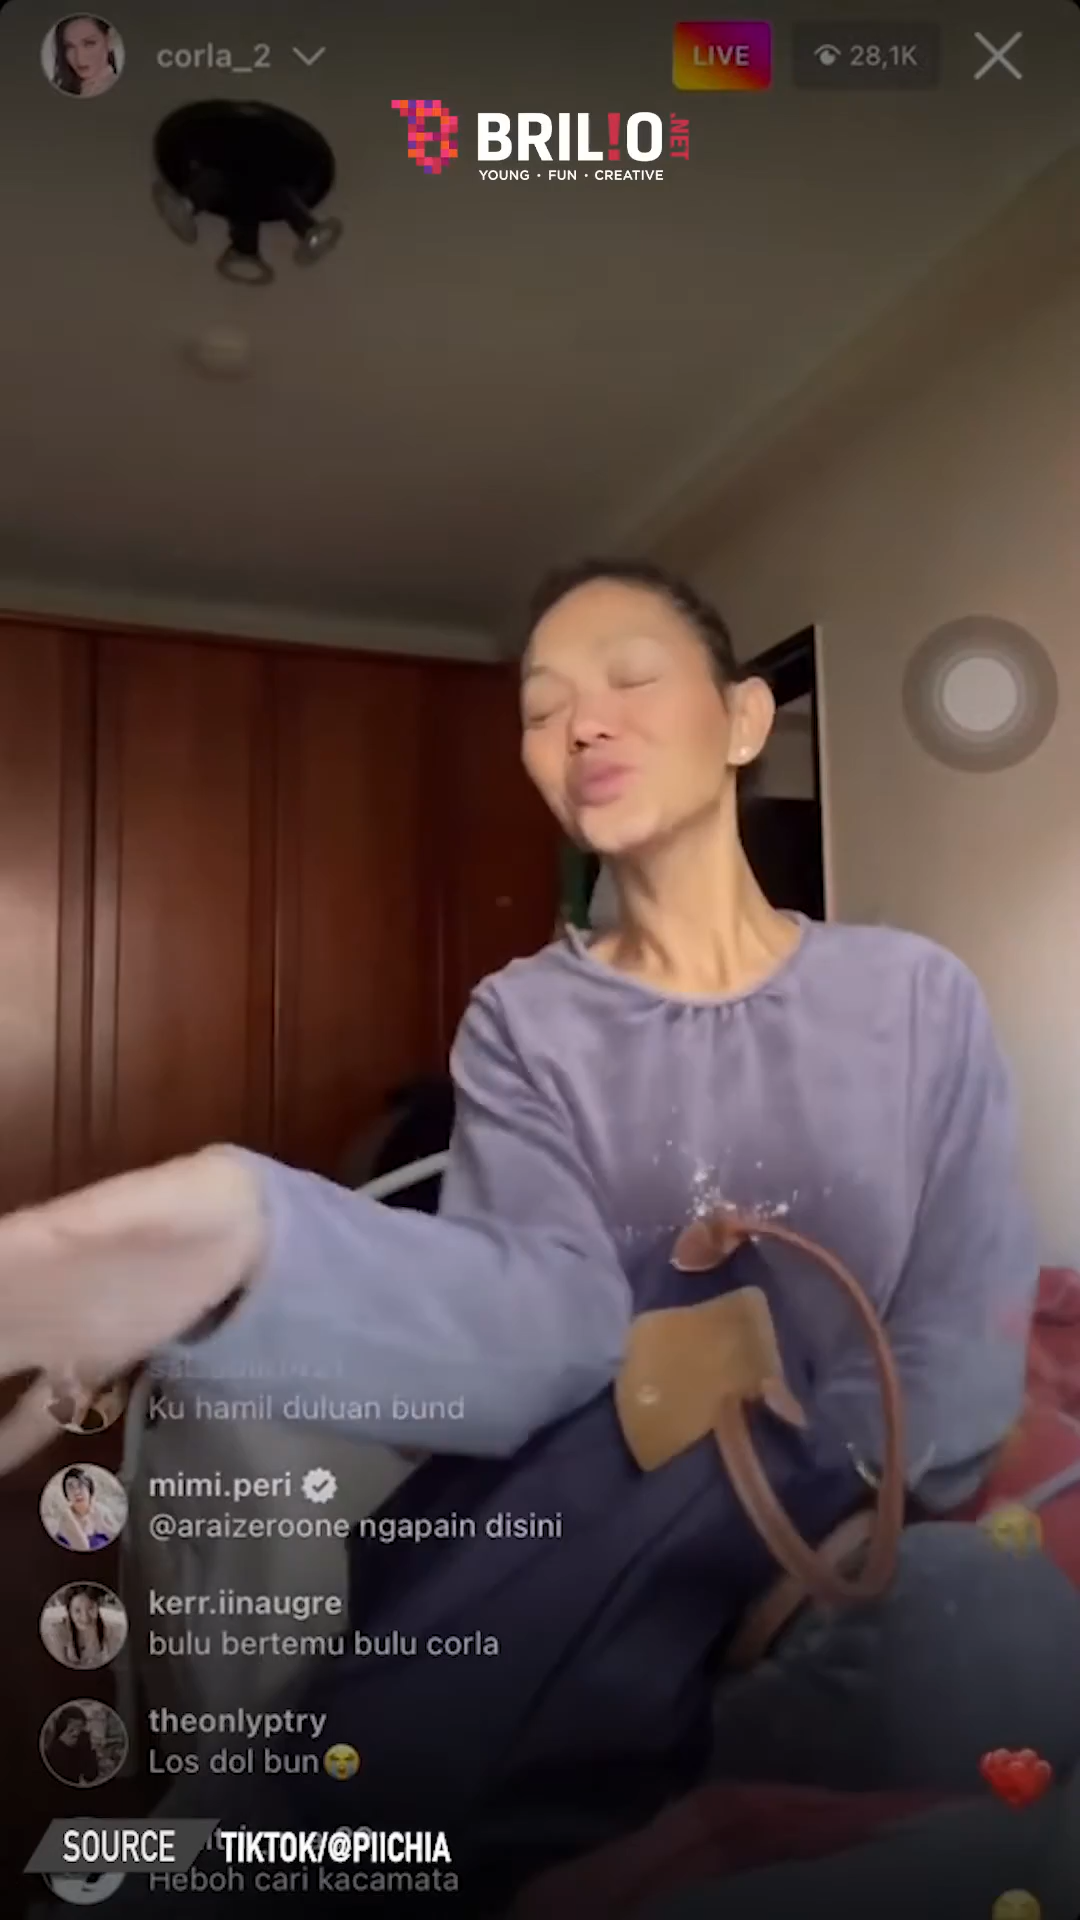 corla_2
LIVE
28,1K
BRIL!O.NET
YOUNG · FUN · CREATIVE
Ku hamil duluan bund
mimi.peri
@araizeroone ngapain disini
kerr.iinaugre
bulu bertemu bulu corla
theonlyptry
Los dol bun😭
SOURCE TIKTOK/@PIICHIA
Heboh cari kacamata